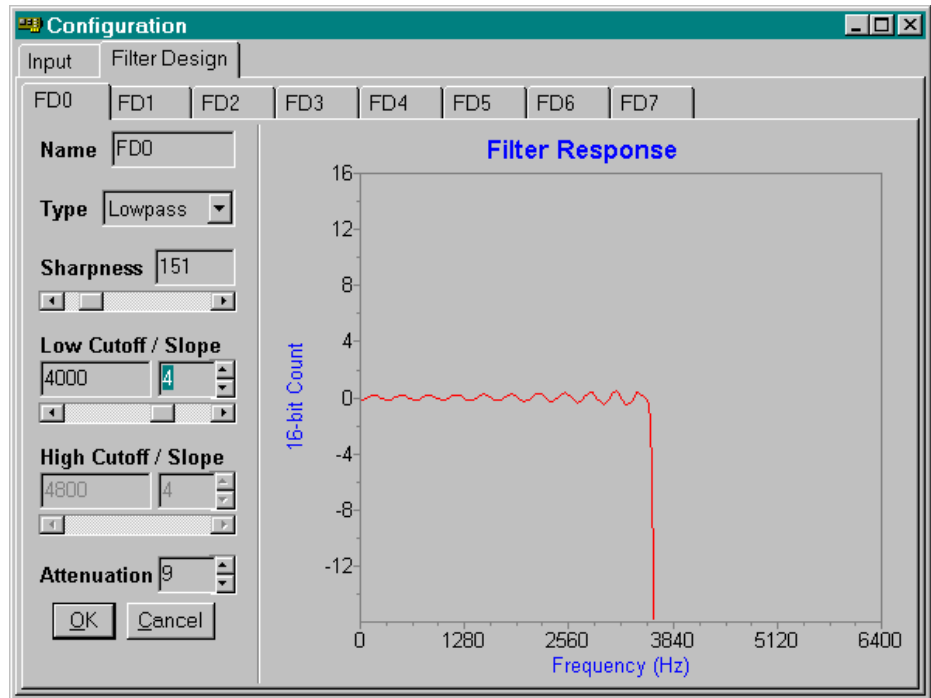 Configuration
Input Filter Design
FD0 FD1 FD2 FD3 FD4 FD5 FD6 FD7
Name FD0
Type Lowpass
Sharpness 151
Low Cutoff / Slope
4000 4
High Cutoff / Slope
4800 4
Attenuation 9
OK Cancel
Filter Response
16
12
8
4
0
-4
-8
-12
16-bit Count
0 1280 2560 3840 5120 6400
Frequency (Hz)